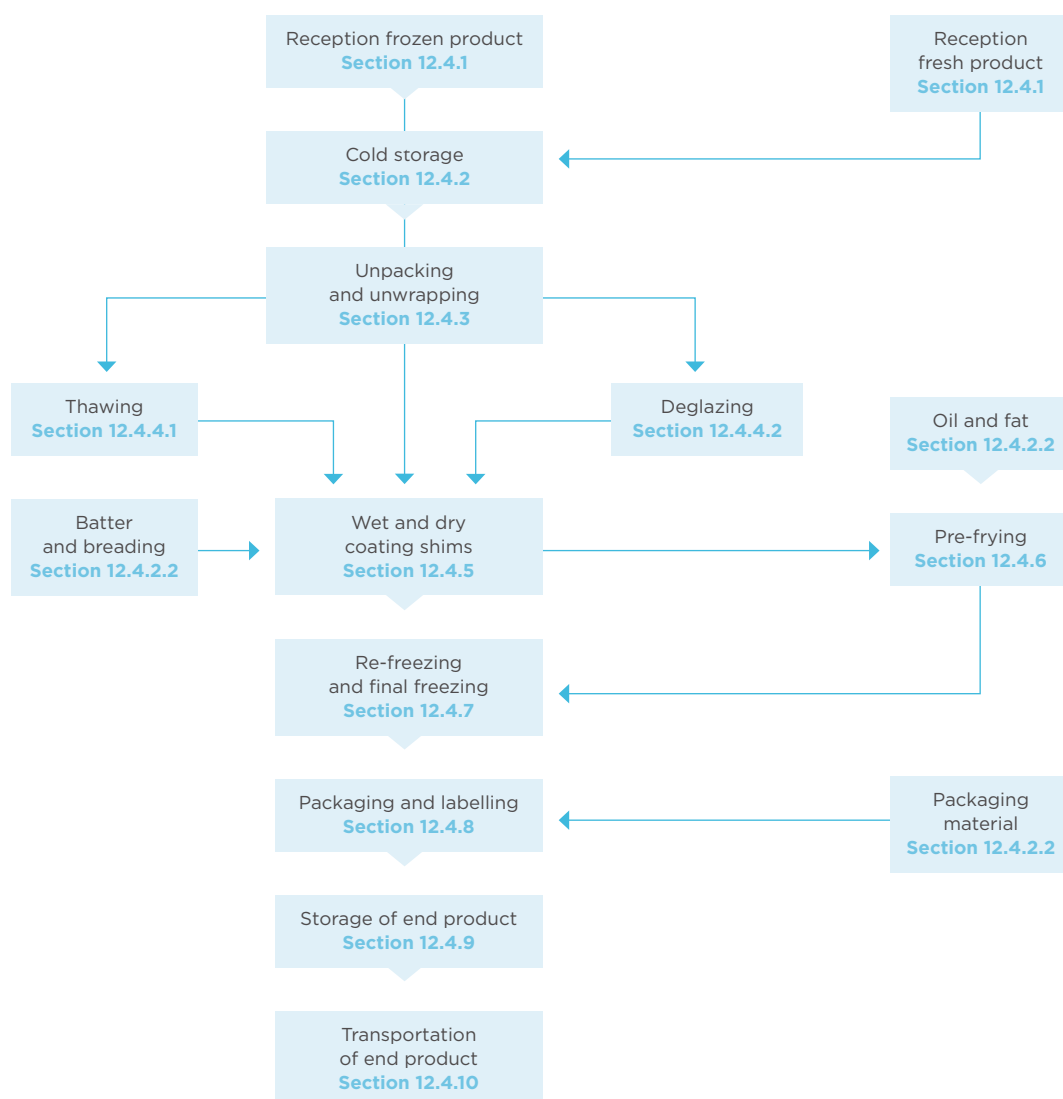 Reception frozen product
Section 12.4.1
Reception
fresh product
Section 12.4.1
Cold storage
Section 12.4.2
Unpacking
and unwrapping
Section 12.4.3
Thawing
Section 12.4.4.1
Deglazing
Section 12.4.4.2
Oil and fat
Section 12.4.2.2
Batter
and breading
Section 12.4.2.2
Wet and dry
coating shims
Section 12.4.5
Pre-frying
Section 12.4.6
Re-freezing
and final freezing
Section 12.4.7
Packaging and labelling
Section 12.4.8
Packaging
material
Section 12.4.2.2
Storage of end product
Section 12.4.9
Transportation
of end product
Section 12.4.10